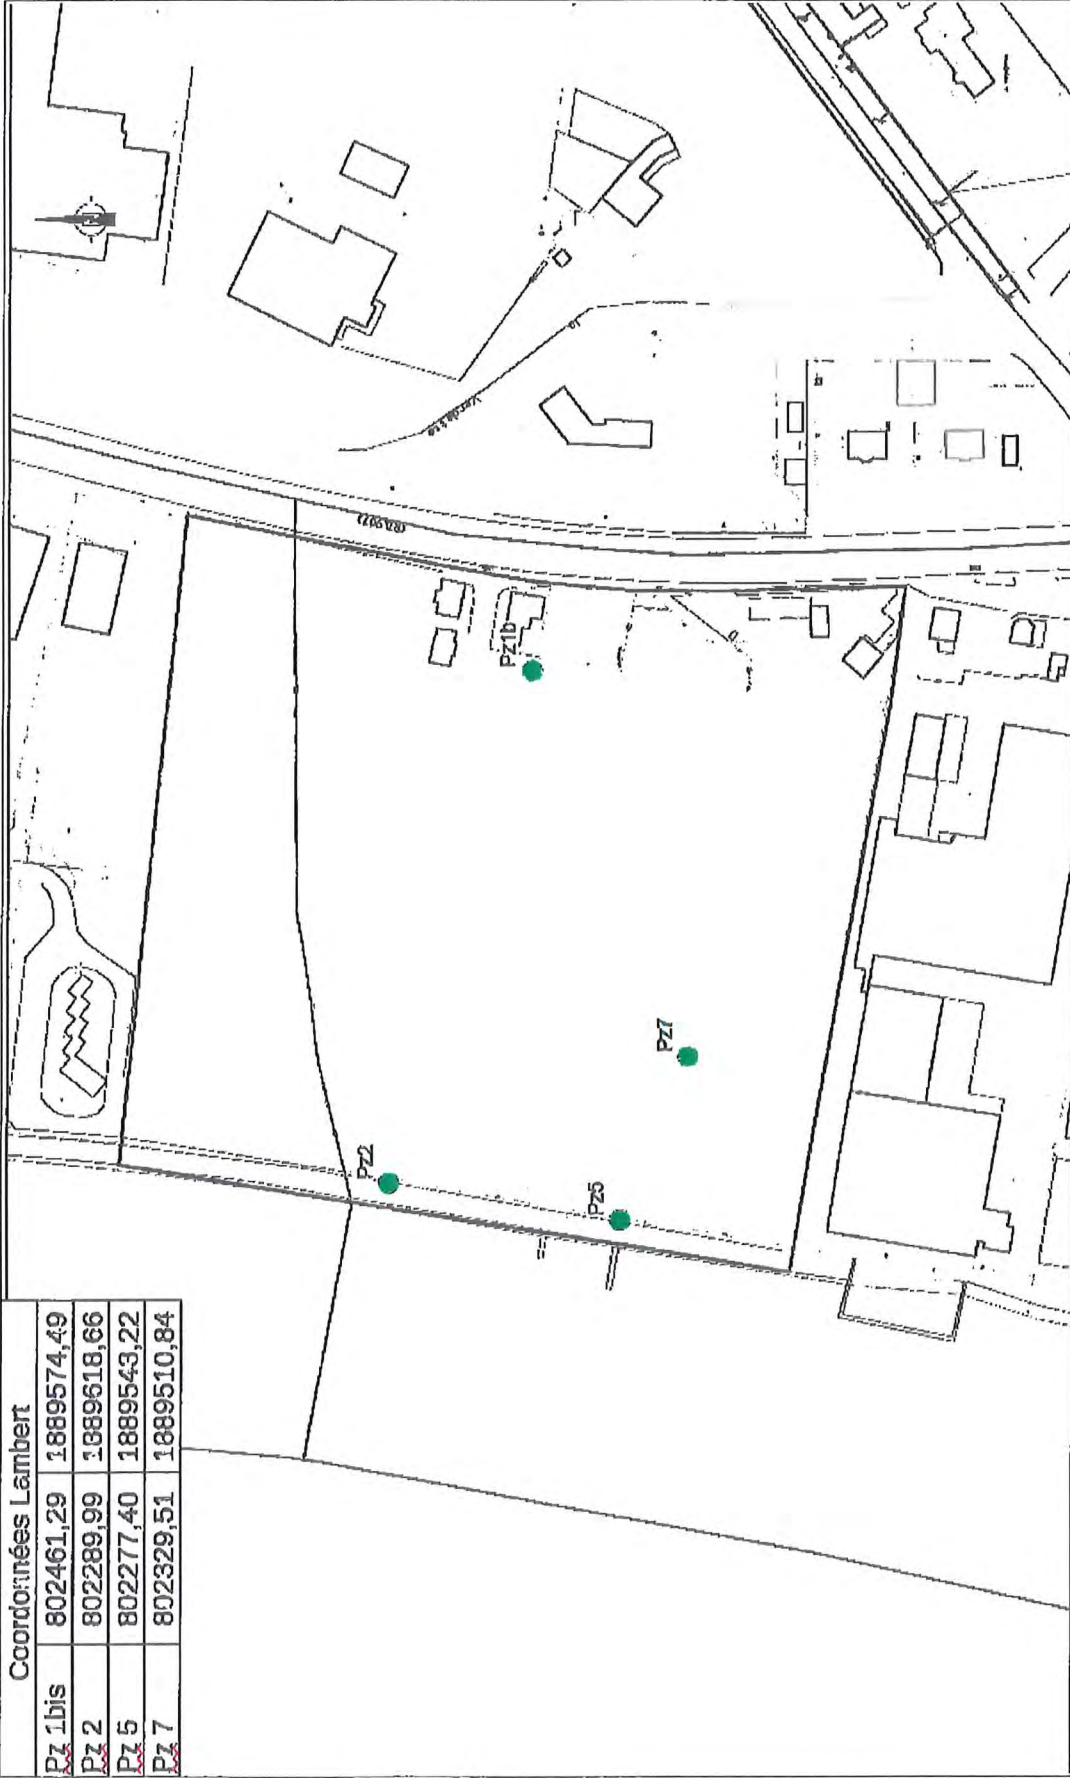 Coordonnées Lambert
Pz 1bis 802461,29 1889574,49
Pz 2 802289,99 1889618,66
Pz 5 802277,40 1889543,22
Pz 7 802329,51 1889510,84
Pz2
Pz5
Pz7
Pz1b